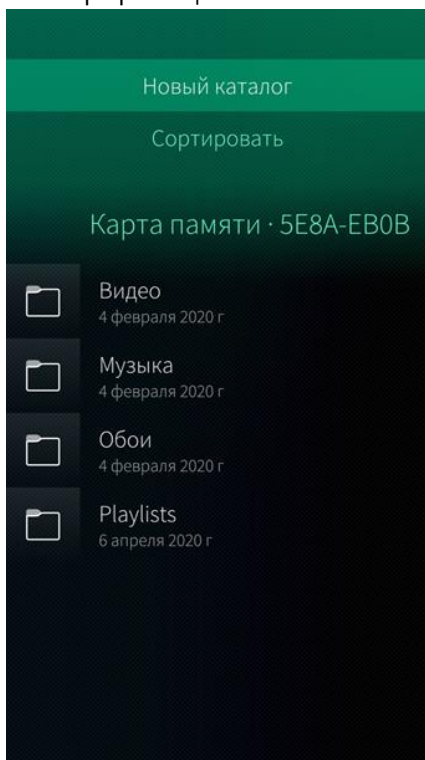 Новый каталог
Сортировать
Карта памяти · 5E8A-EB0B
Видео
4 февраля 2020 г
Музыка
4 февраля 2020 г
Обои
4 февраля 2020 г
Playlists
6 апреля 2020 г